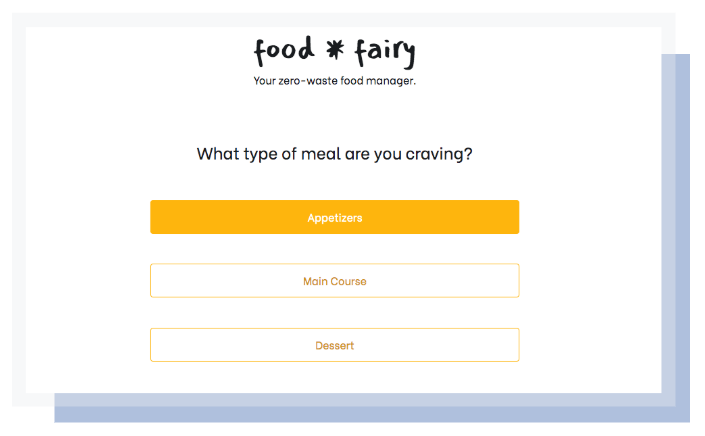 food * fairy
Your zero-waste food manager.
What type of meal are you craving?
Appetizers
Main Course
Dessert